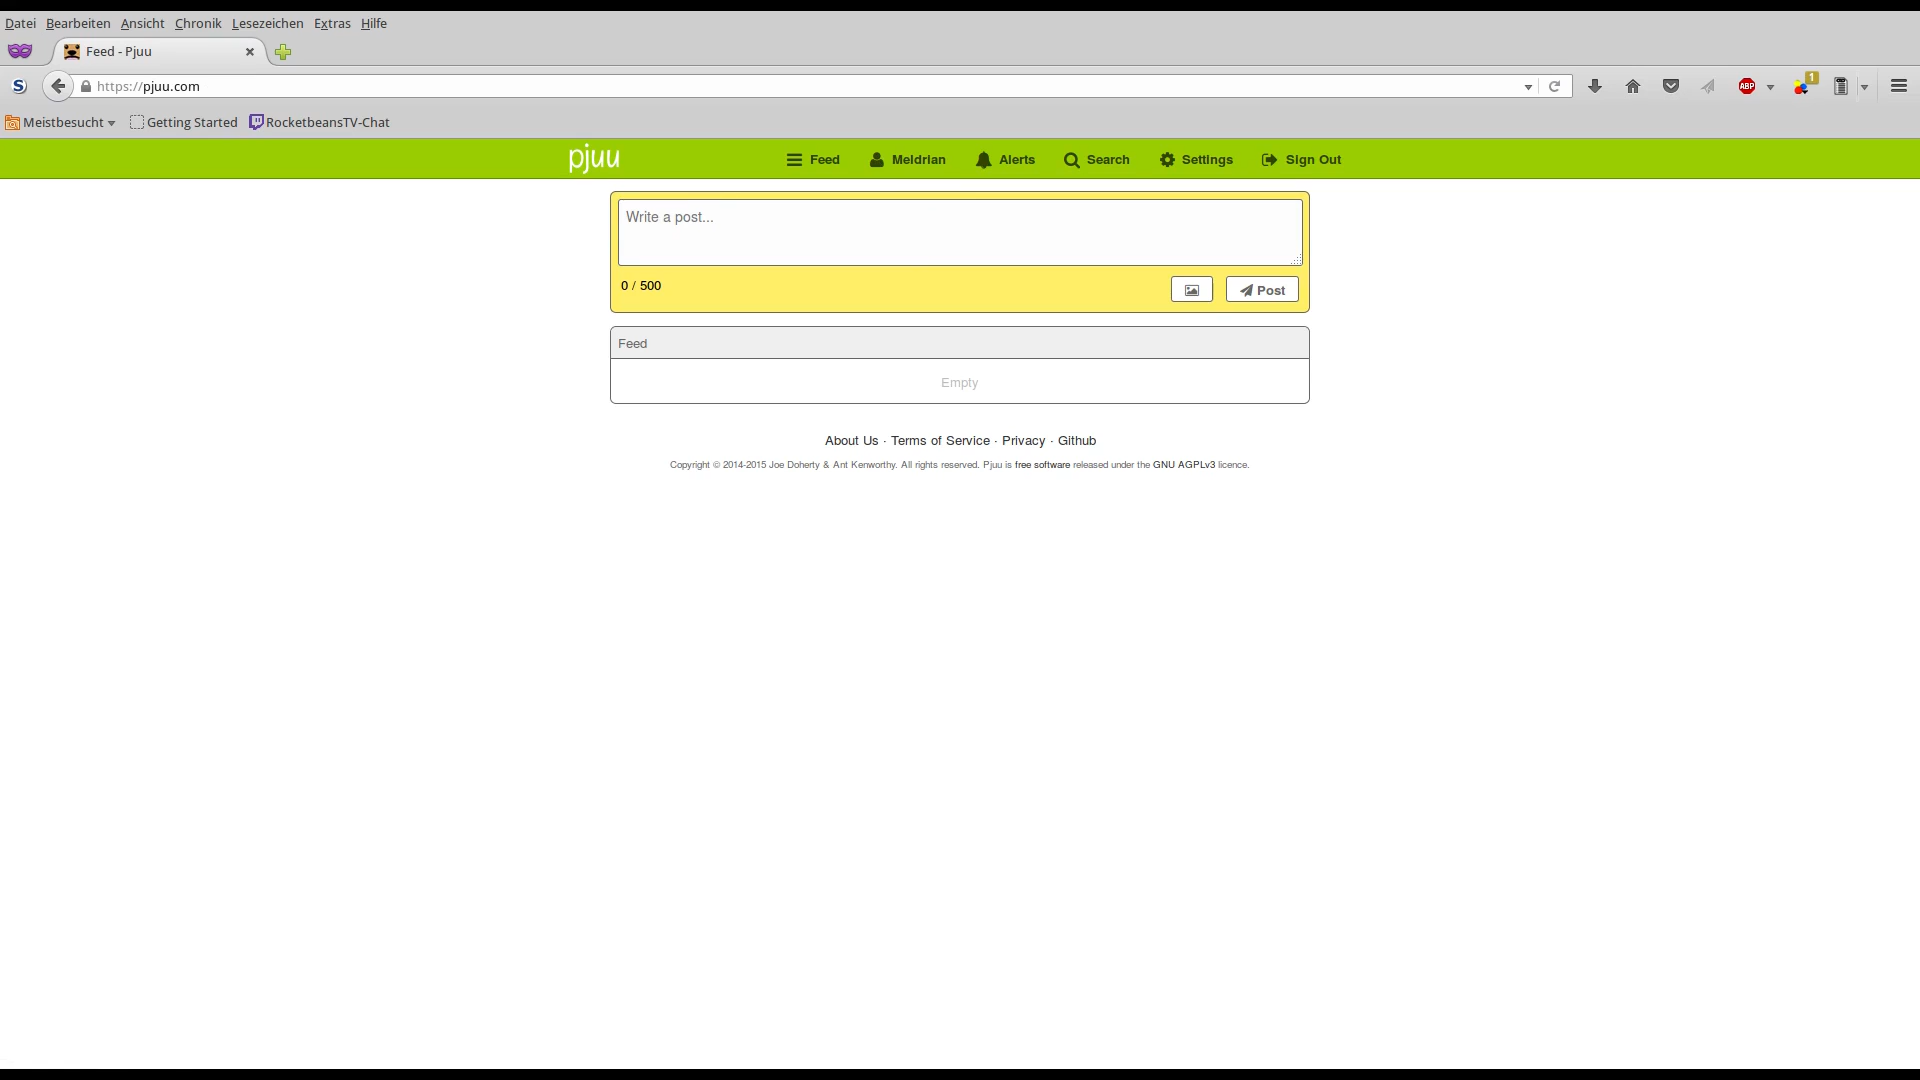 Datei Bearbeiten Ansicht Chronik Lesezeichen Extras Hilfe
Feed - Pjuu
S https://pjuu.com ABP 1
Meistbesucht Getting Started RocketbeansTV-Chat
pjuu Feed Meldrian Alerts Search Settings Sign Out
Write a post...
0 / 500 Post
Feed
Empty
About Us · Terms of Service · Privacy · Github
Copyright © 2014-2015 Joe Doherty & Ant Kenworthy. All rights reserved. Pjuu is free software released under the GNU AGPLv3 licence.